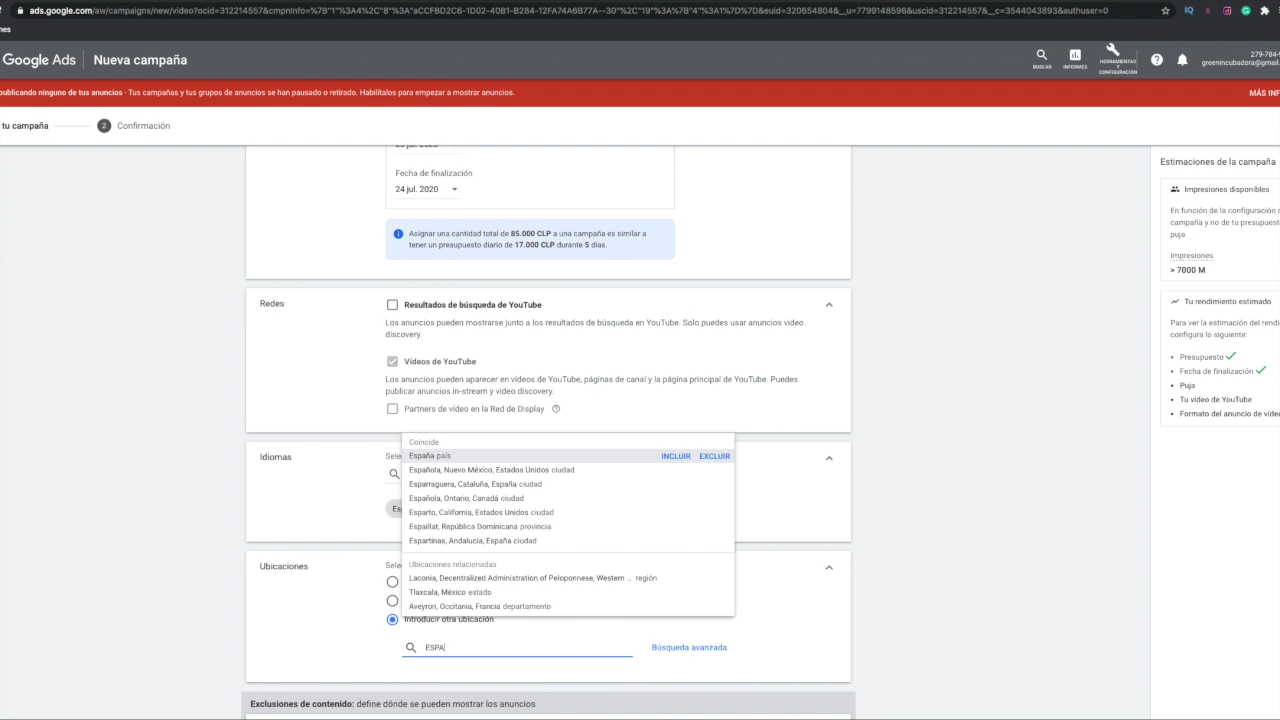 ads.google.com/aw/campaigns/new/video?ocid=312214557&cmpnInfo=%7B"1"%3A4%2C"8"%3A"aCCFBD2C6-1D02-40B1-B284-12FA74A6B77A--30"%2C"19"%3A%7B"4"%3A1%7D%7D&euid=320654804&__u=7799148596&uscid=312214557&__c=3544043893&authuser=0
nes
Google Ads
Nueva campaña
BUSCAR
INFORMES
HERRAMIENTAS
Y
CONFIGURACIÓN
279-784-
greenincubadora@gmail.
publicando ninguno de tus anuncios - Tus campañas y tus grupos de anuncios se han pausado o retirado. Habilítalos para empezar a mostrar anuncios.
MÁS INF
tu campaña
2 Confirmación
20 jul. 2020
Fecha de finalización
24 jul. 2020
Asignar una cantidad total de 85.000 CLP a una campaña es similar a
tener un presupuesto diario de 17.000 CLP durante 5 días.
Redes
Resultados de búsqueda de YouTube
Los anuncios pueden mostrarse junto a los resultados de búsqueda en YouTube. Solo puedes usar anuncios vídeo
discovery.
Vídeos de YouTube
Los anuncios pueden aparecer en vídeos de YouTube, páginas de canal y la página principal de YouTube. Puedes
publicar anuncios in-stream y video discovery.
Partners de vídeo en la Red de Display
Idiomas
Sele
Es
Coincide
España país
INCLUIR
EXCLUIR
Española, Nuevo México, Estados Unidos ciudad
Esparraguera, Cataluña, España ciudad
Española, Ontario, Canadá ciudad
Esparto, California, Estados Unidos ciudad
Espaillat, República Dominicana provincia
Espartinas, Andalucía, España ciudad
Ubicaciones relacionadas
Laconia, Decentralized Administration of Peloponnese, Western ... región
Tlaxcala, México estado
Aveyron, Occitania, Francia departamento
Ubicaciones
Sele
Introducir otra ubicación
ESPA
Búsqueda avanzada
Exclusiones de contenido: define dónde se pueden mostrar los anuncios
Estimaciones de la campaña
Impresiones disponibles
En función de la configuración d
campaña y no de tu presupuesto
puja
Impresiones
> 7000 M
Tu rendimiento estimado
Para ver la estimación del rendi
configura lo siguiente:
Presupuesto
Fecha de finalización
Puja
Tu vídeo de YouTube
Formato del anuncio de víde